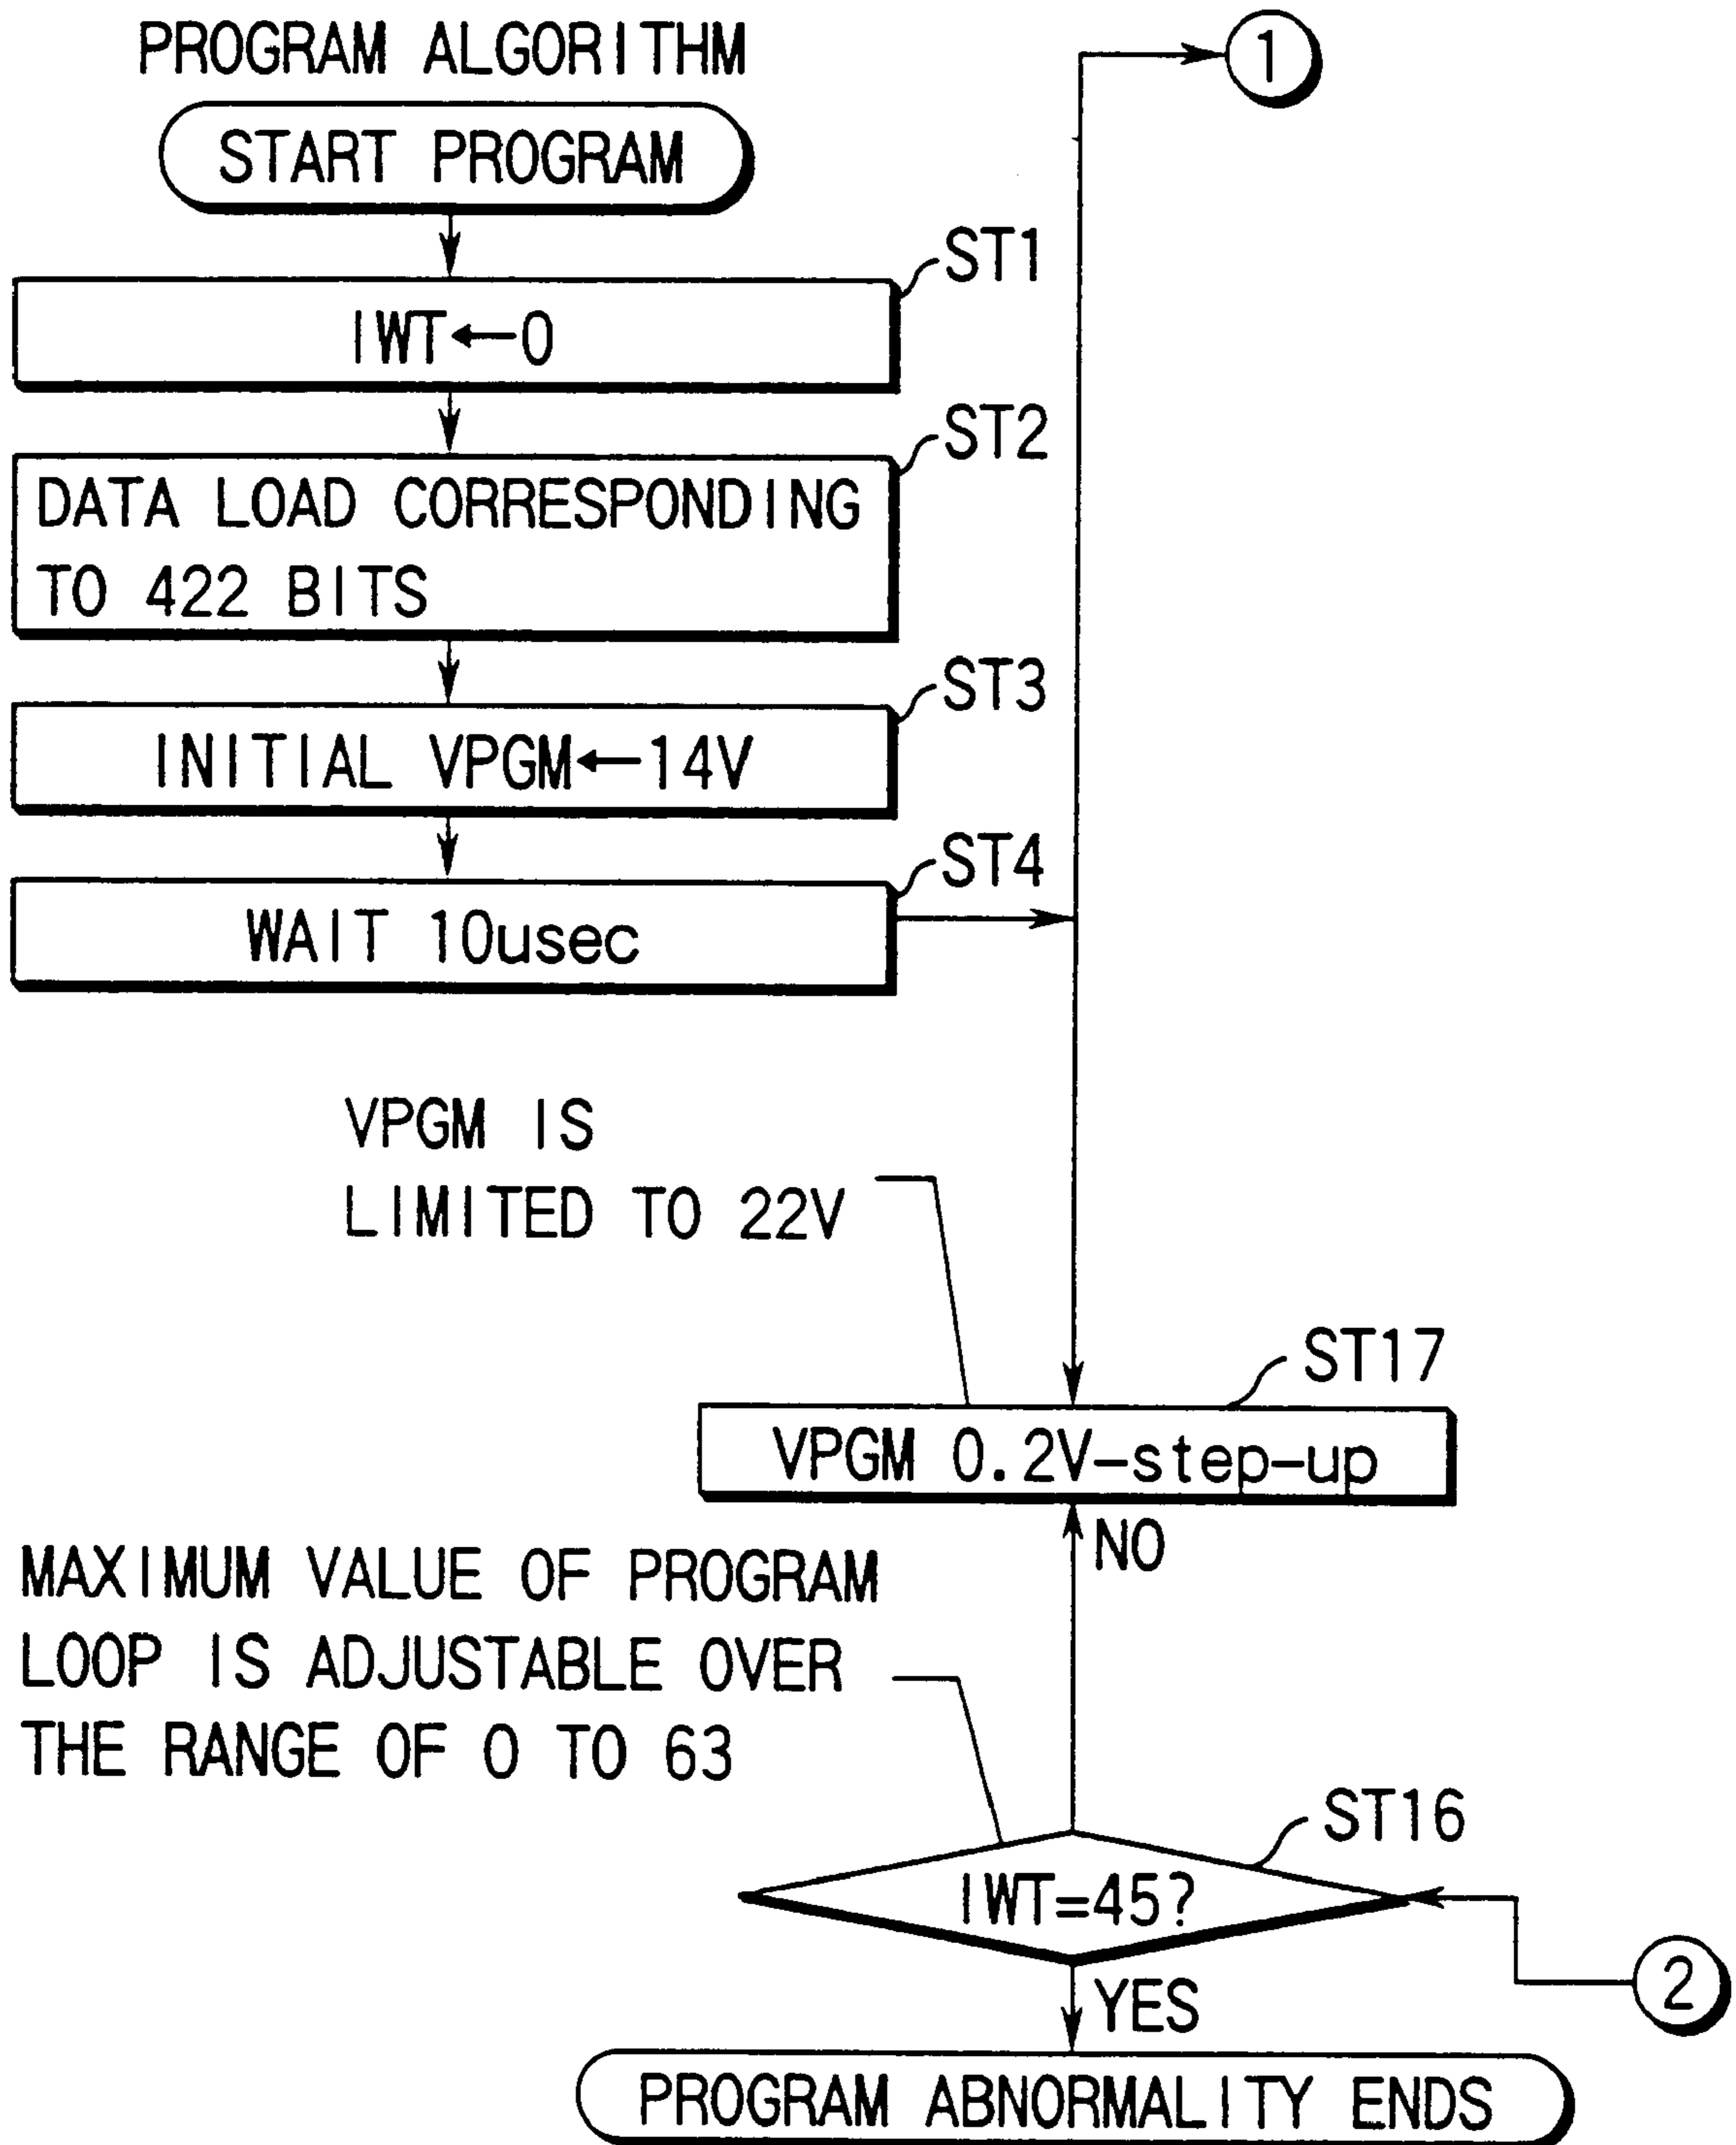 PROGRAM ALGORITHM
1
START PROGRAM
ST1
IWT←0
ST2
DATA LOAD CORRESPONDING
TO 422 BITS
ST3
INITIAL VPGM←14V
ST4
WAIT 10usec
VPGM IS
LIMITED TO 22V
ST17
VPGM 0.2V-step-up
NO
MAXIMUM VALUE OF PROGRAM
LOOP IS ADJUSTABLE OVER
THE RANGE OF 0 TO 63
ST16
IWT=45?
2
YES
PROGRAM ABNORMALITY ENDS